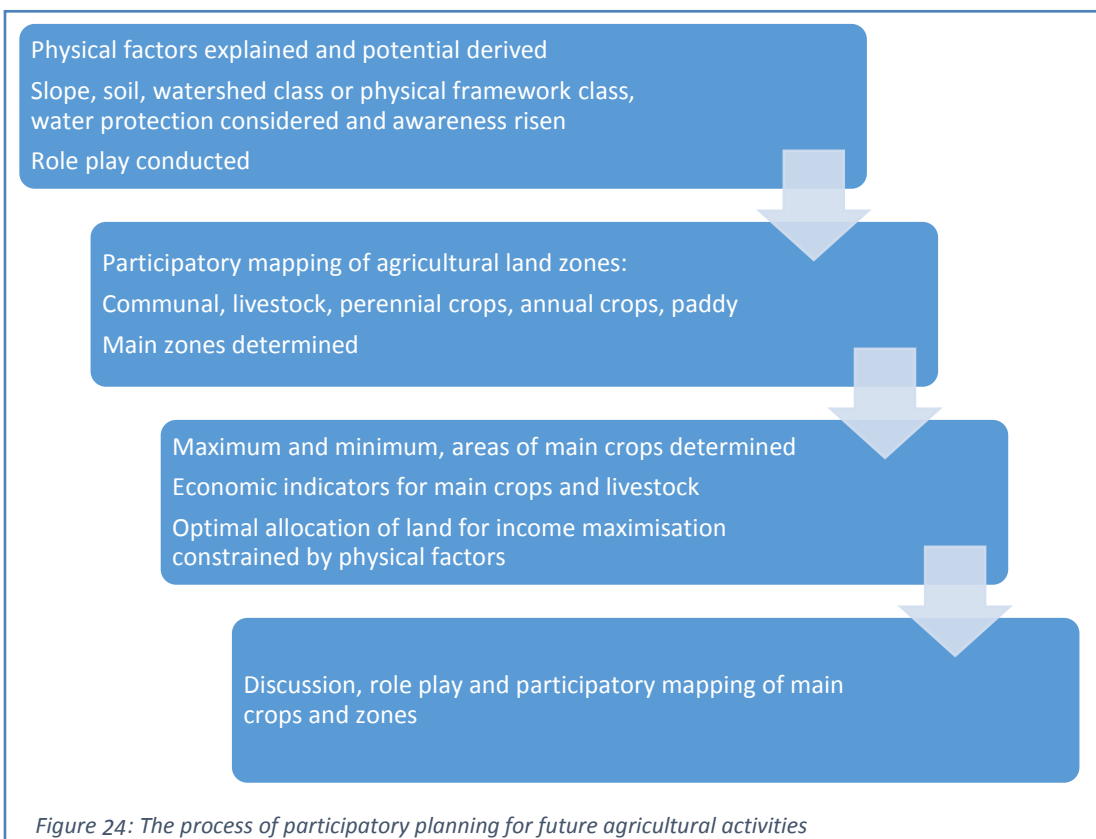 Physical factors explained and potential derived
Slope, soil, watershed class or physical framework class,
water protection considered and awareness risen
Role play conducted
Participatory mapping of agricultural land zones:
Communal, livestock, perennial crops, annual crops, paddy
Main zones determined
Maximum and minimum, areas of main crops determined
Economic indicators for main crops and livestock
Optimal allocation of land for income maximisation
constrained by physical factors
Discussion, role play and participatory mapping of main
crops and zones
Figure 24: The process of participatory planning for future agricultural activities